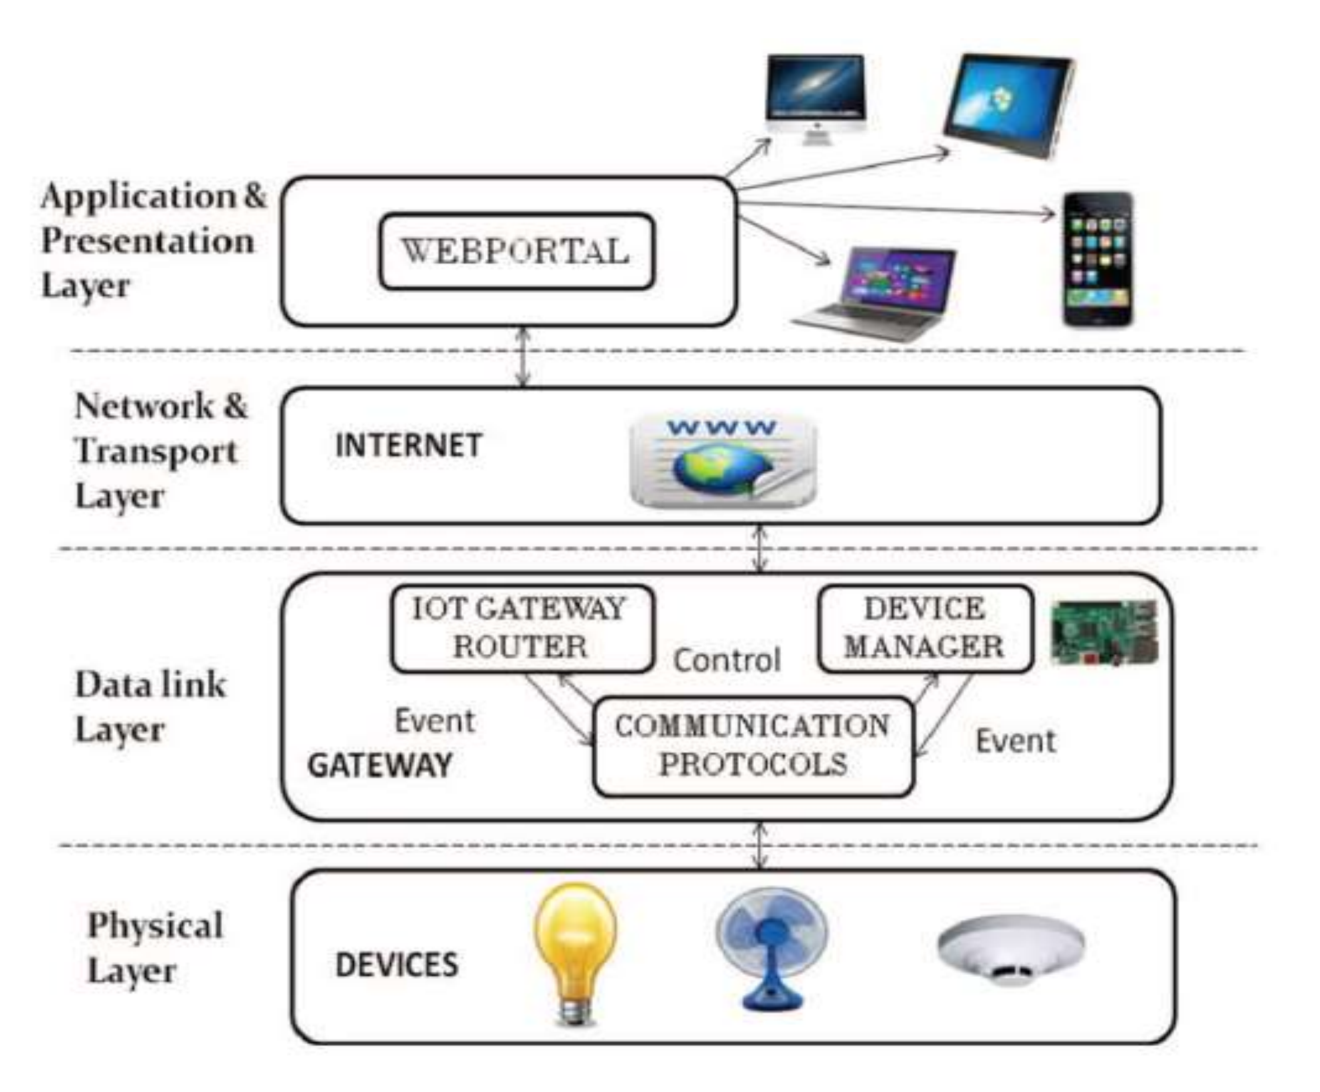 Application &
Presentation
Layer
WEBPORTAL
Network &
Transport
Layer
INTERNET
WWW
Data link
Layer
IOT GATEWAY
ROUTER
Control
DEVICE
MANAGER
Event
GATEWAY
COMMUNICATION
PROTOCOLS
Event
Physical
Layer
DEVICES